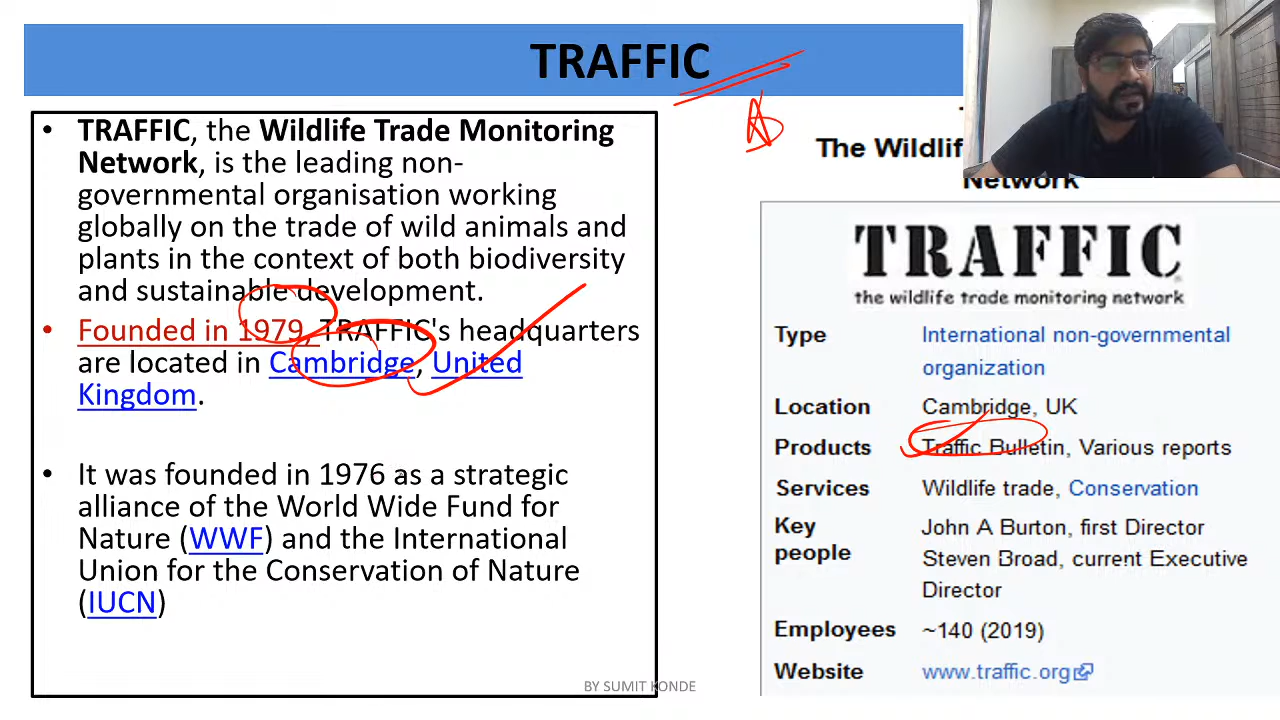 TRAFFIC
• TRAFFIC, the Wildlife Trade Monitoring
Network, is the leading non-
governmental organisation working
globally on the trade of wild animals and
plants in the context of both biodiversity
and sustainable development.
• Founded in 1979, TRAFFIC's headquarters
are located in Cambridge, United
Kingdom.
• It was founded in 1976 as a strategic
alliance of the World Wide Fund for
Nature (WWF) and the International
Union for the Conservation of Nature
(IUCN)
The
Network
TRAFFIC
the wildlife trade monitoring network
Type International non-governmental
organization
Location Cambridge, UK
Products Traffic Bulletin, Various reports
Services Wildlife trade, Conservation
Key people John A Burton, first Director
Steven Broad, current Executive
Director
Employees ~140 (2019)
Website www.traffic.org
BY SUMIT KONDE